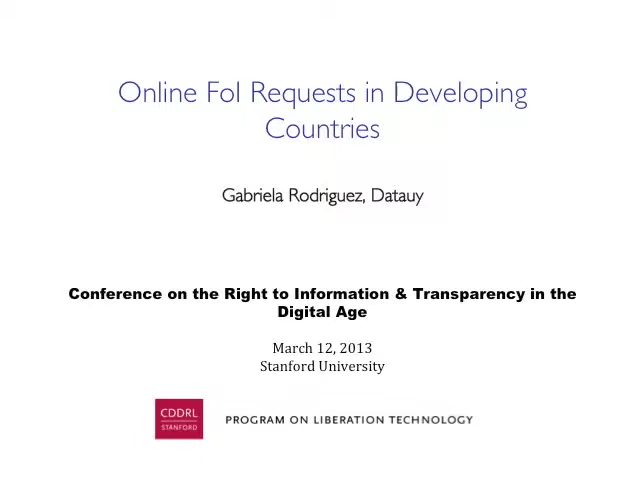 Online FoI Requests in Developing
Countries
Gabriela Rodriguez, Datauy
Conference on the Right to Information & Transparency in the
Digital Age
March 12, 2013
Stanford University
CDDRL
STANFORD
PROGRAM ON LIBERATION TECHNOLOGY